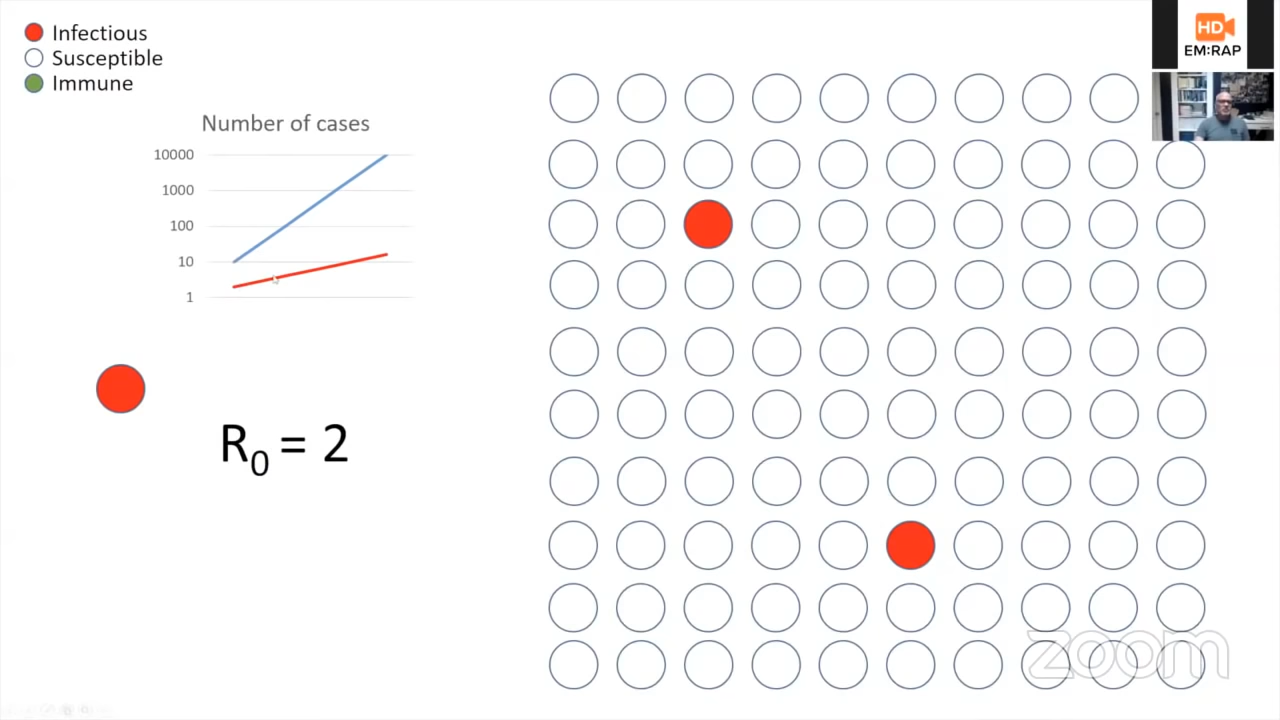 Infectious
Susceptible
Immune
HD
EM:RAP
Number of cases
10000
1000
100
10
1
R₀ = 2
zoom